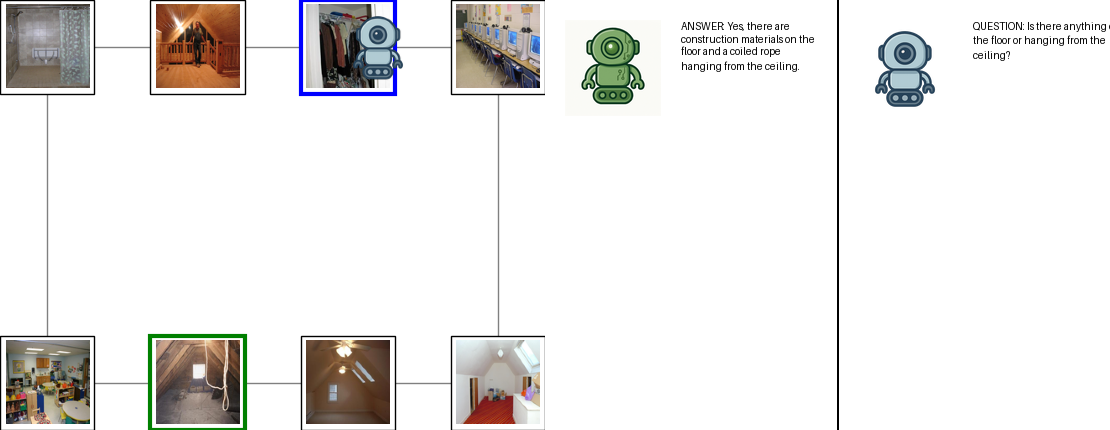 ANSWER: Yes, there are
construction materials on the
floor and a coiled rope
hanging from the ceiling.
QUESTION: Is there anything
the floor or hanging from the
ceiling?